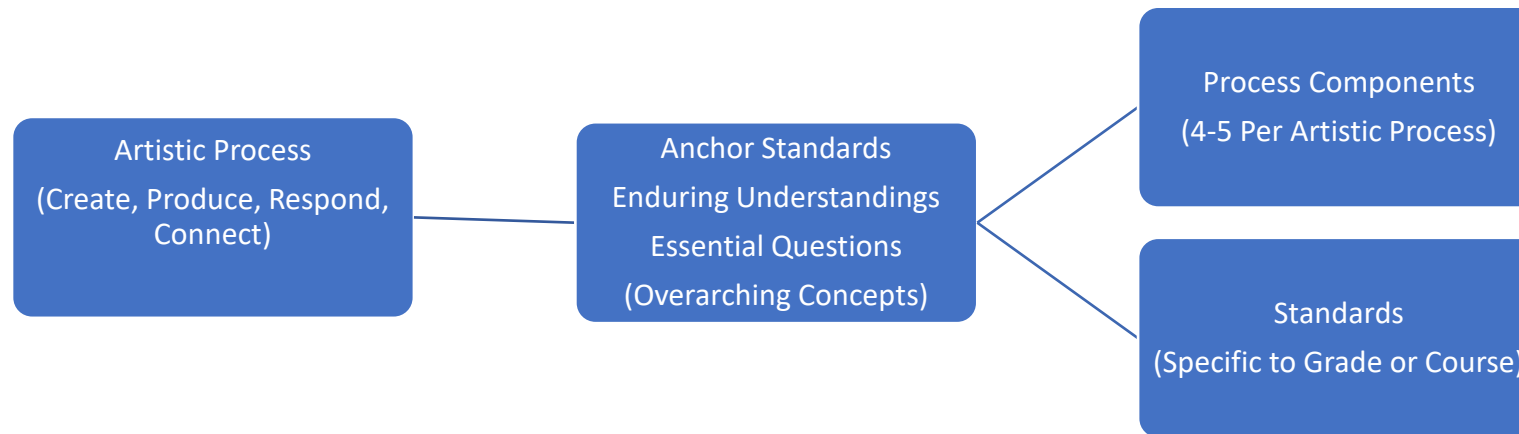 Artistic Process
(Create, Produce, Respond,
Connect)
Anchor Standards
Enduring Understandings
Essential Questions
(Overarching Concepts)
Process Components
(4-5 Per Artistic Process)
Standards
(Specific to Grade or Course)